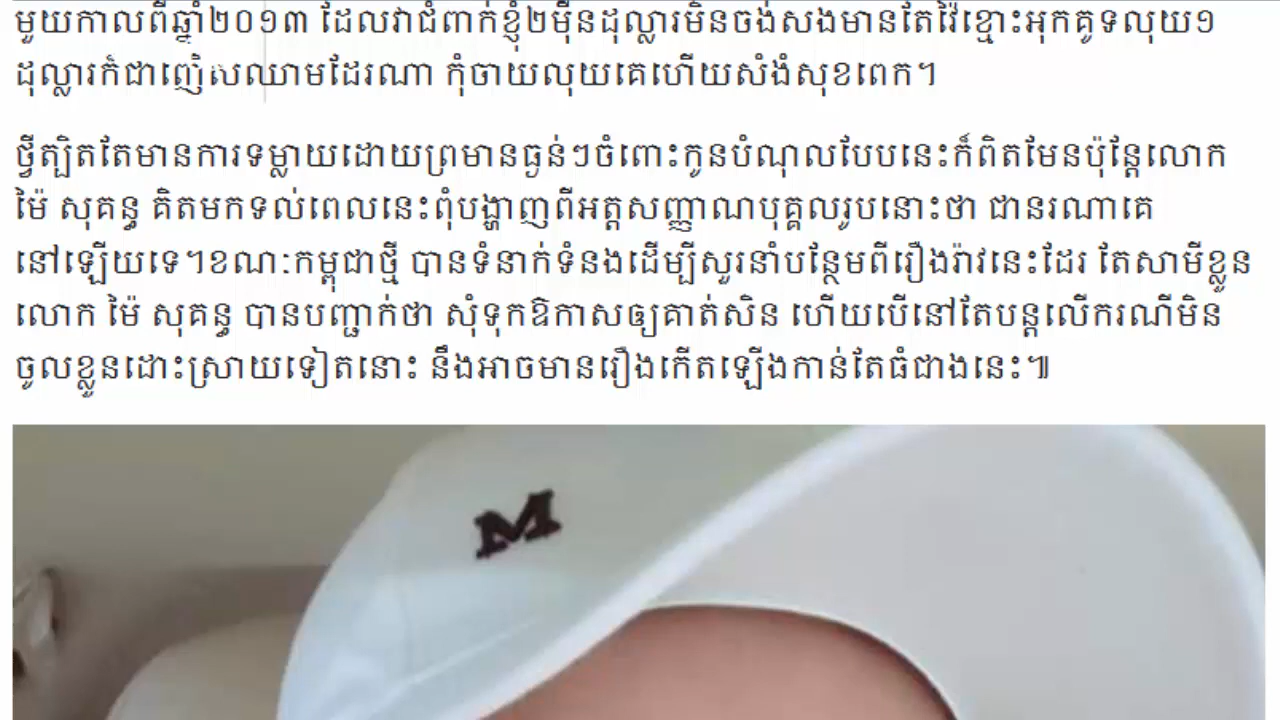 មួយកាលពីឆ្នាំ២០១៣ ដែលវាជំពាក់ខ្ញុំ២ម៉ឺនដុល្លារមិនចង់សងមានតែវ៉ៃខ្មោះអុកគូទលុយ១
ដុល្លារក៌ជាញើសឈាមដែរណា កុំចាយលុយគេហើយសំងំសុខពេក។
ថ្វីត្បិតតែមានការទម្លាយដោយព្រមានធ្ងន់ៗចំពោះកូនបំណុលបែបនេះក៏ពិតមែនប៉ុន្តែលោក
ម៉ៃ សុគន្ធ គិតមកទល់ពេលនេះពុំបង្ហាញពីអត្តសញ្ញាណបុគ្គលរូបនោះថា ជានរណាគេ
នៅឡើយទេ។ខណៈកម្ពុជាថ្មី បានទំនាក់ទំនងដើម្បីសួរនាំបន្ថែមពីរឿងរ៉ាវនេះដែរ តែសាមីខ្លួន
លោក ម៉ៃ សុគន្ធ បានបញ្ជាក់ថា សុំទុកឱកាសឲ្យគាត់សិន ហើយបើនៅតែបន្តលើករណីមិន
ចូលខ្លួនដោះស្រាយទៀតនោះ នឹងអាចមានរឿងកើតឡើងកាន់តែធំជាងនេះ៕
M